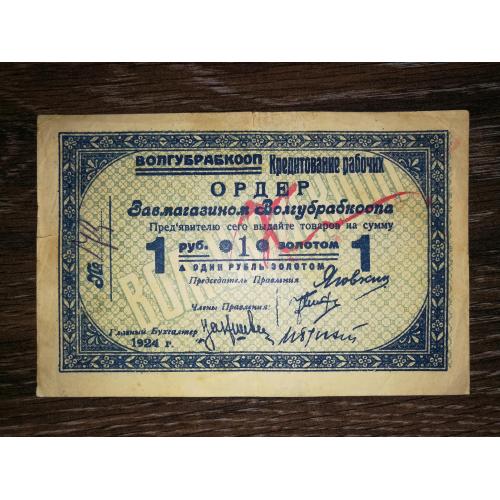 ВОЛГУБРАБКООП Кредитование рабочих
ОРДЕР
Завмагазином Волгубрабкоопа
Пред'явителю сего выдайте товаров на сумму
1 руб. 1 золотом 1
ОДИН РУБЛЬ ЗОЛОТОМ
Председатель Правления
Члены Правления:
Главный Бухгалтер
1924 г.
№